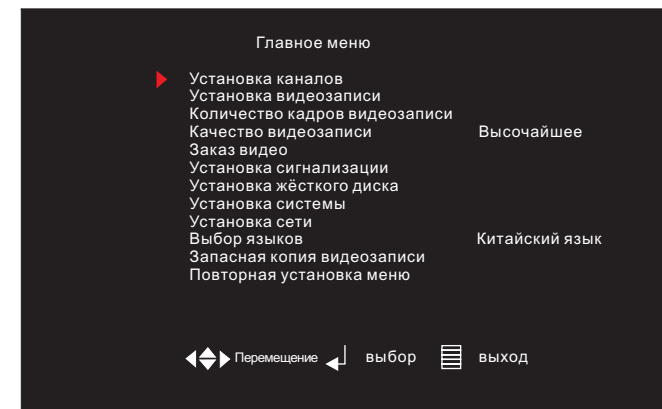 Главное меню
Установка каналов
Установка видеозаписи
Количество кадров видеозаписи
Качество видеозаписи Высочайшее
Заказ видео
Установка сигнализации
Установка жёсткого диска
Установка системы
Установка сети
Выбор языков Китайский язык
Запасная копия видеозаписи
Повторная установка меню
Перемещение выбор выход